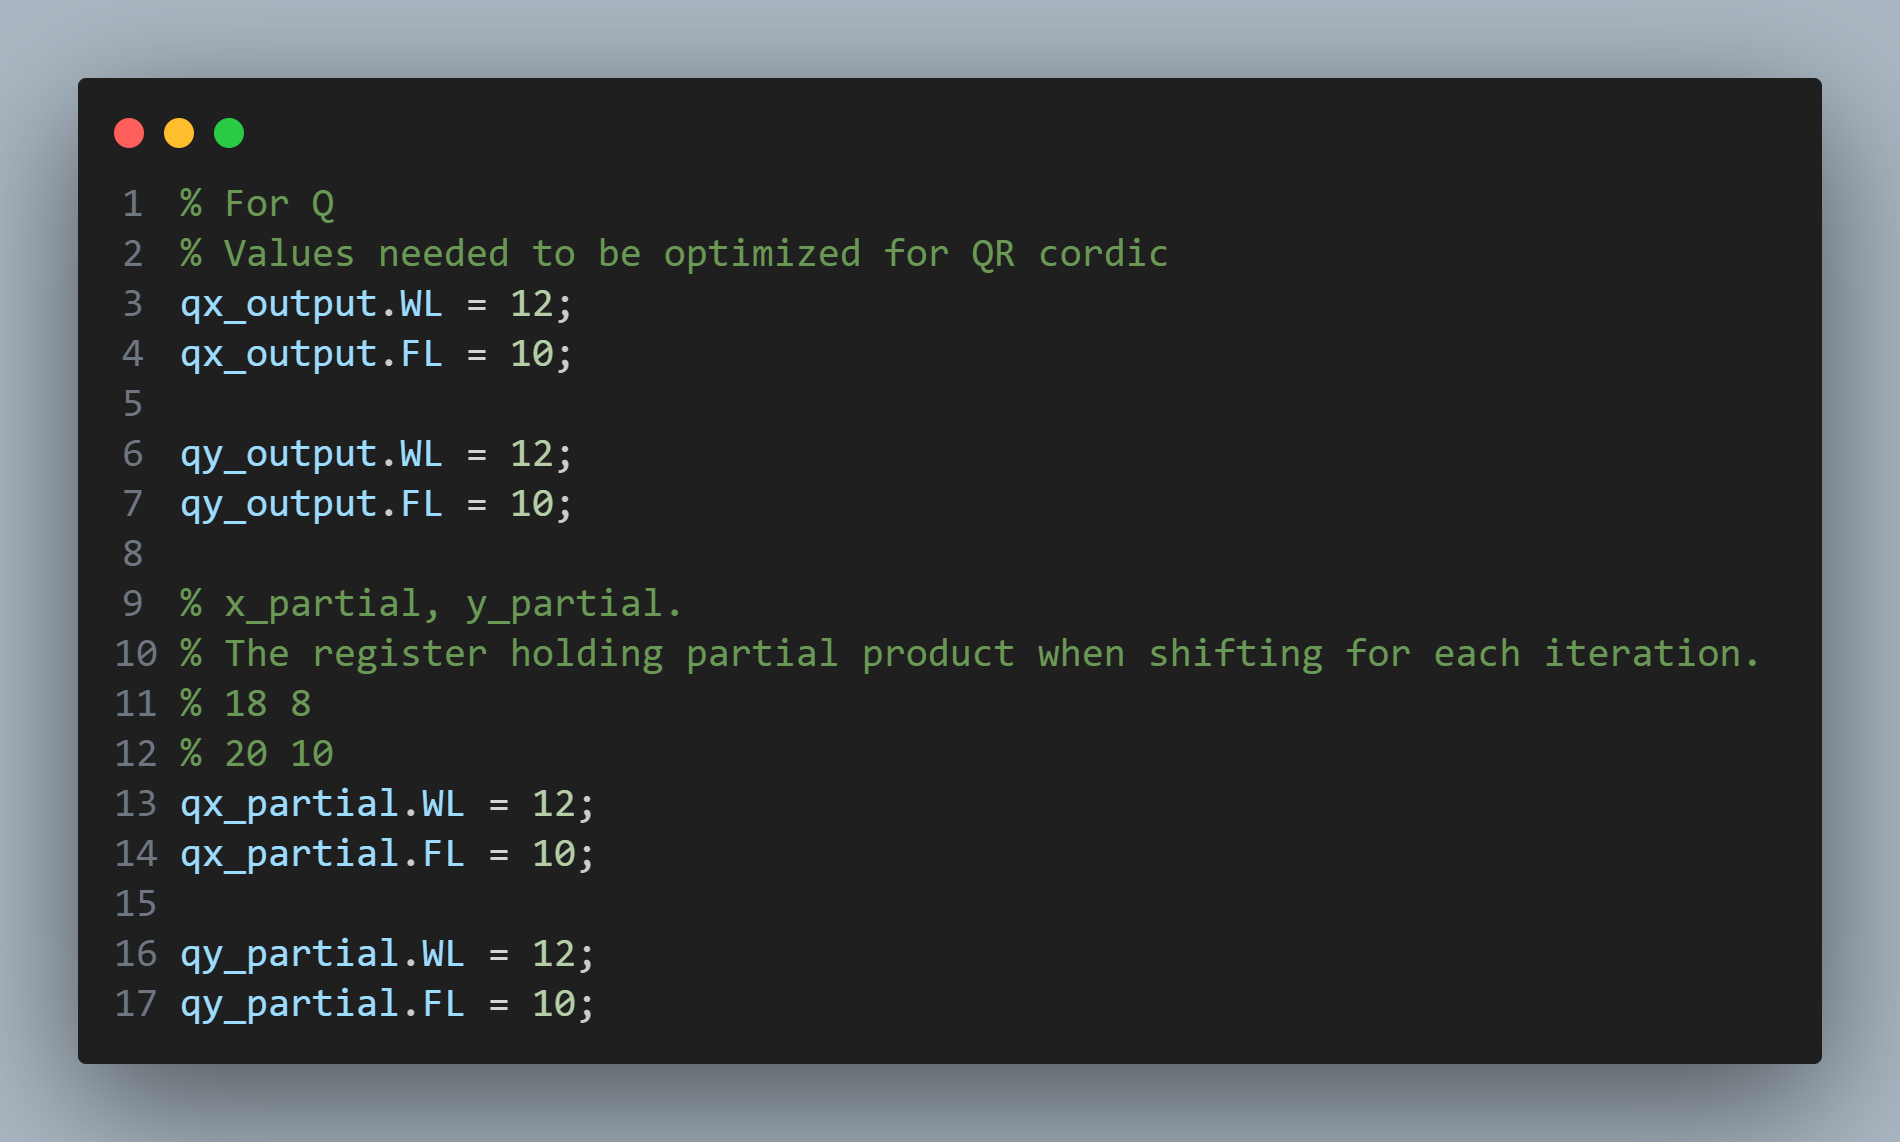 1 % For Q
2 % Values needed to be optimized for QR cordic
3 qx_output.WL = 12;
4 qx_output.FL = 10;
5
6 qy_output.WL = 12;
7 qy_output.FL = 10;
8
9 % x_partial, y_partial.
10 % The register holding partial product when shifting for each iteration.
11 % 18 8
12 % 20 10
13 qx_partial.WL = 12;
14 qx_partial.FL = 10;
15
16 qy_partial.WL = 12;
17 qy_partial.FL = 10;